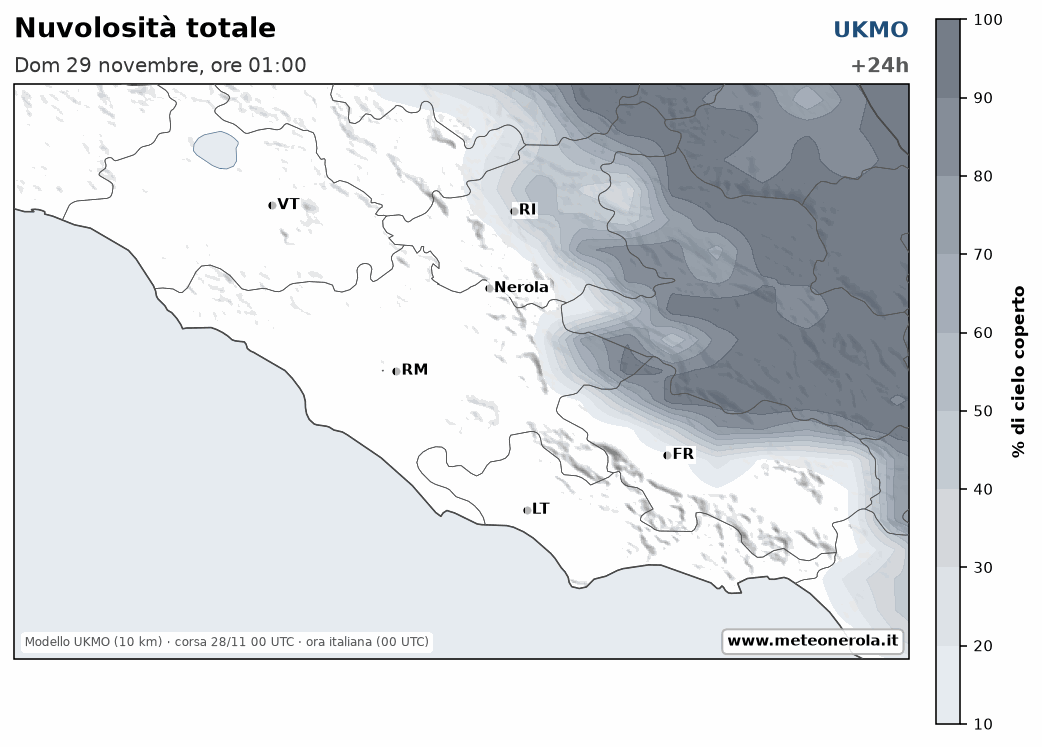 Nuvolosità totale
UKMO
Dom 29 novembre, ore 01:00
+24h
100
90
80
70
60
50
40
30
20
10
% di cielo coperto
VT
RI
Nerola
RM
FR
LT
Modello UKMO (10 km) · corsa 28/11 00 UTC · ora italiana (00 UTC)
www.meteonerola.it